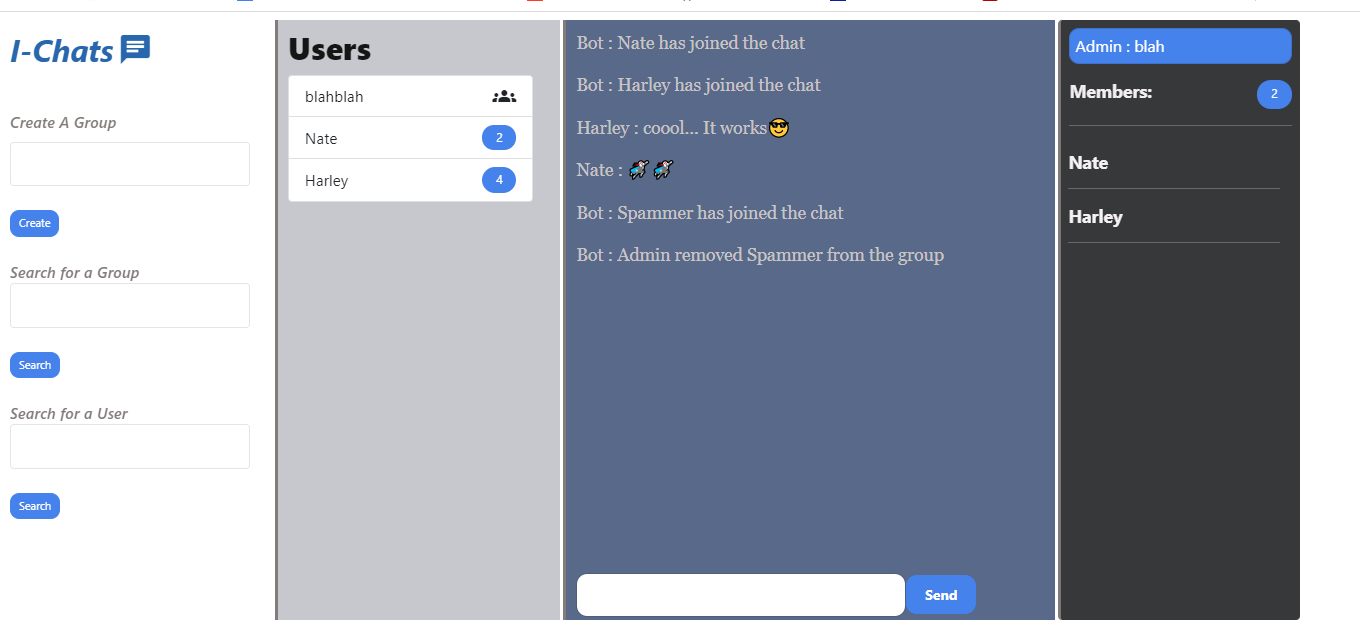 I-Chats
Create A Group
Create
Search for a Group
Search
Search for a User
Search
Users
blahblah
Nate 2
Harley 4
Bot : Nate has joined the chat
Bot : Harley has joined the chat
Harley : coool... It works😎
Nate :
Bot : Spammer has joined the chat
Bot : Admin removed Spammer from the group
Send
Admin : blah
Members: 2
Nate
Harley